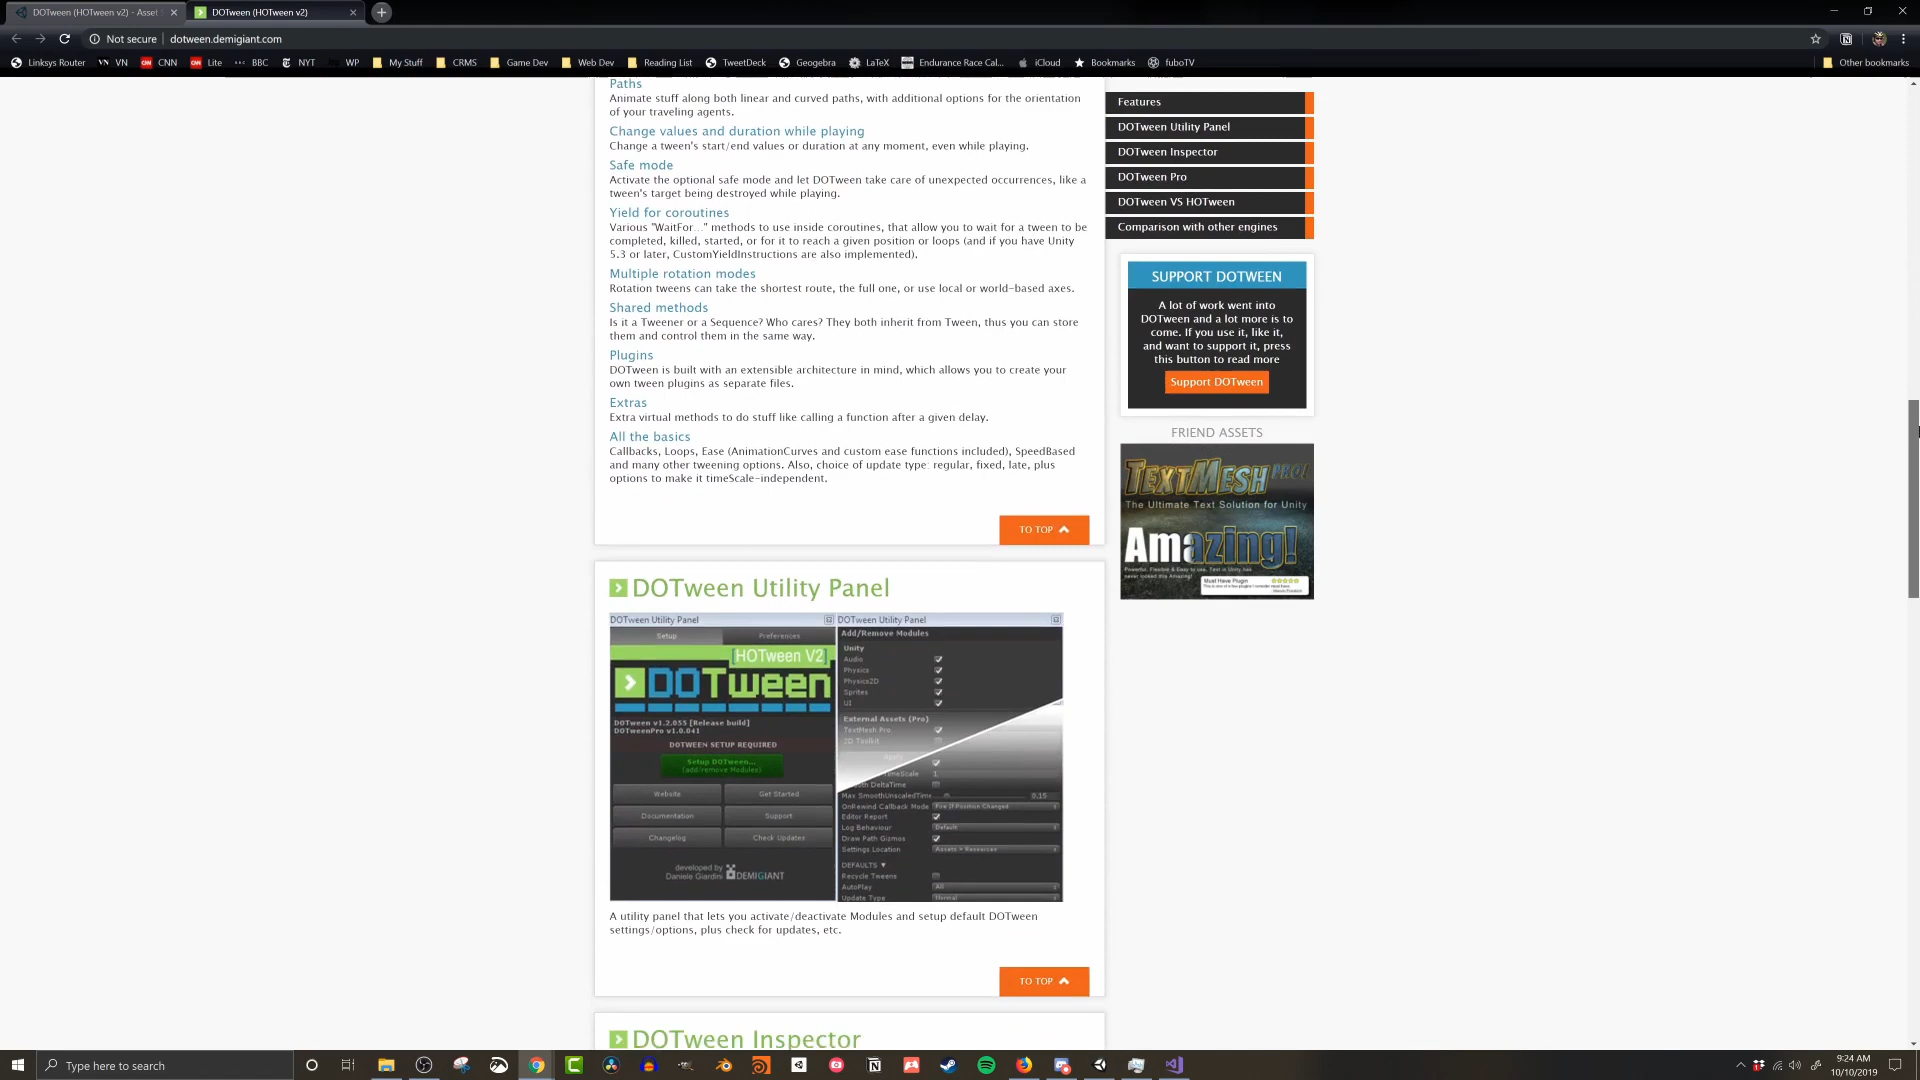 DOTween (HOTween v2) - Asset
DOTween (HOTween v2)
Not secure
dotween.demigiant.com
Linksys Router
VN
CNN
Lite
BBC
NYT
WP
My Stuff
CRMS
Game Dev
Web Dev
Reading List
TweetDeck
Geogebra
LaTeX
Endurance Race Cal...
iCloud
Bookmarks
fuboTV
Other bookmarks
Paths
Animate stuff along both linear and curved paths, with additional options for the orientation
of your traveling agents.
Change values and duration while playing
Change a tween's start/end values or duration at any moment, even while playing.
Safe mode
Activate the optional safe mode and let DOTween take care of unexpected occurrences, like a
tween's target being destroyed while playing.
Yield for coroutines
Various "WaitFor..." methods to use inside coroutines, that allow you to wait for a tween to be
completed, killed, started, or for it to reach a given position or loops (and if you have Unity
5.3 or later, CustomYieldInstructions are also implemented).
Multiple rotation modes
Rotation tweens can take the shortest route, the full one, or use local or world-based axes.
Shared methods
Is it a Tweener or a Sequence? Who cares? They both inherit from Tween, thus you can store
them and control them in the same way.
Plugins
DOTween is built with an extensible architecture in mind, which allows you to create your
own tween plugins as separate files.
Extras
Extra virtual methods to do stuff like calling a function after a given delay.
All the basics
Callbacks, Loops, Ease (AnimationCurves and custom ease functions included), SpeedBased
and many other tweening options. Also, choice of update type: regular, fixed, late, plus
options to make it timeScale-independent.
TO TOP
Features
DOTween Utility Panel
DOTween Inspector
DOTween Pro
DOTween VS HOTween
Comparison with other engines
SUPPORT DOTWEEN
A lot of work went into
DOTween and a lot more is to
come. If you use it, like it,
and want to support it, press
this button to read more
Support DOTween
FRIEND ASSETS
TEXTMESH PRO!
The Ultimate Text Solution for Unity
Amazing!
Must Have Plugin
DOTween Utility Panel
DOTween Utility Panel
Setup
Preferences
[HOTween V2]
DOTween
DOTween v1.2.055 [Release build]
DOTweenPro v1.0.041
DOTWEEN SETUP REQUIRED
Setup DOTween...
(add/remove Modules)
Website
Get Started
Documentation
Support
Changelog
Check Updates
developed by
Daniele Giardini
DEMIGIANT
DOTween Utility Panel
Add/Remove Modules
Unity
Audio
Physics
Physics2D
Sprites
UI
External Assets (Pro)
TextMesh Pro
2D Toolkit
Apply
TimeScale
1
DeltaTime
Max SmoothUnscaledTime
0.15
OnRewind Callback Mode
Fire If Position Changed
Editor Report
Log Behaviour
Default
Draw Path Gizmos
Settings Location
Assets > Resources
DEFAULTS ▼
Recycle Tweens
AutoPlay
All
Update Type
Normal
A utility panel that lets you activate/deactivate Modules and setup default DOTween
settings/options, plus check for updates, etc.
TO TOP
DOTween Inspector
Type here to search
9:24 AM
10/10/2019